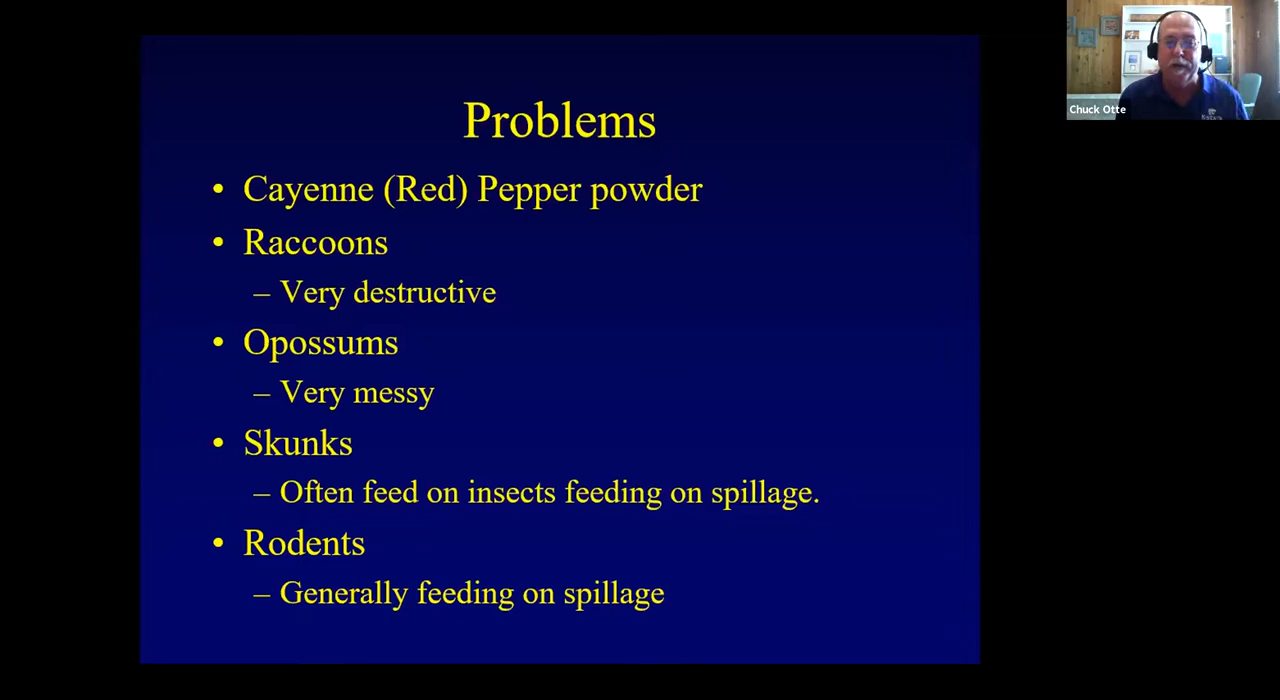 Problems
• Cayenne (Red) Pepper powder
• Raccoons
– Very destructive
• Opossums
– Very messy
• Skunks
– Often feed on insects feeding on spillage.
• Rodents
– Generally feeding on spillage
Chuck Otte